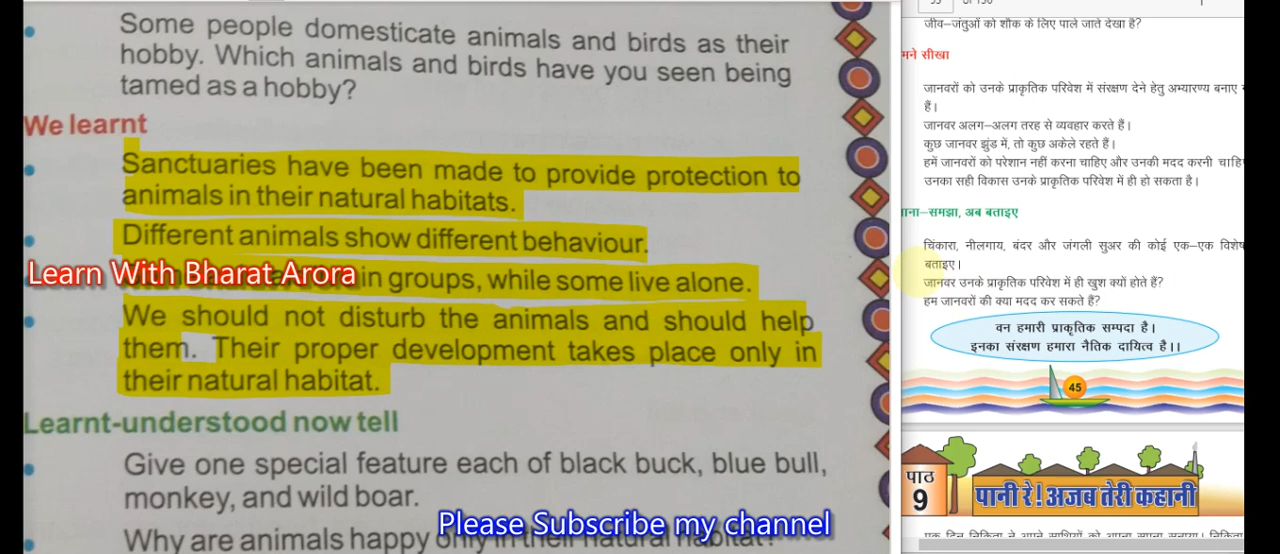 Some people domesticate animals and birds as their
hobby. Which animals and birds have you seen being
tamed as a hobby?
We learnt
Sanctuaries have been made to provide protection to
animals in their natural habitats.
Different animals show different behaviour.
Learn With Bharat Arora
in groups, while some live alone.
We should not disturb the animals and should help
them. Their proper development takes place only in
their natural habitat.
Learnt-understood now tell
Give one special feature each of black buck, blue bull,
monkey, and wild boar.
Please Subscribe my channel
Why are animals happy only in their natural habitat?
जीव–जंतुओं को शौक के लिए पाले जाते देखा है?
मने सीखा
जानवरों को उनके प्राकृतिक परिवेश में संरक्षण देने हेतु अभ्यारण्य बनाए
हैं।
जानवर अलग–अलग तरह से व्यवहार करते हैं।
कुछ जानवर झुंड में, तो कुछ अकेले रहते हैं।
हमें जानवरों को परेशान नहीं करना चाहिए और उनकी मदद करनी चाहि
उनका सही विकास उनके प्राकृतिक परिवेश में ही हो सकता है।
ाना–समझा, अब बताइए
चिंकारा, नीलगाय, बंदर और जंगली सुअर की कोई एक–एक विशेष
बताइए।
जानवर उनके प्राकृतिक परिवेश में ही खुश क्यों होते हैं?
हम जानवरों की क्या मदद कर सकते हैं?
वन हमारी प्राकृतिक सम्पदा है।
इनका संरक्षण हमारा नैतिक दायित्व है।।
45
पाठ
9
पानी रे! अजब तेरी कहानी